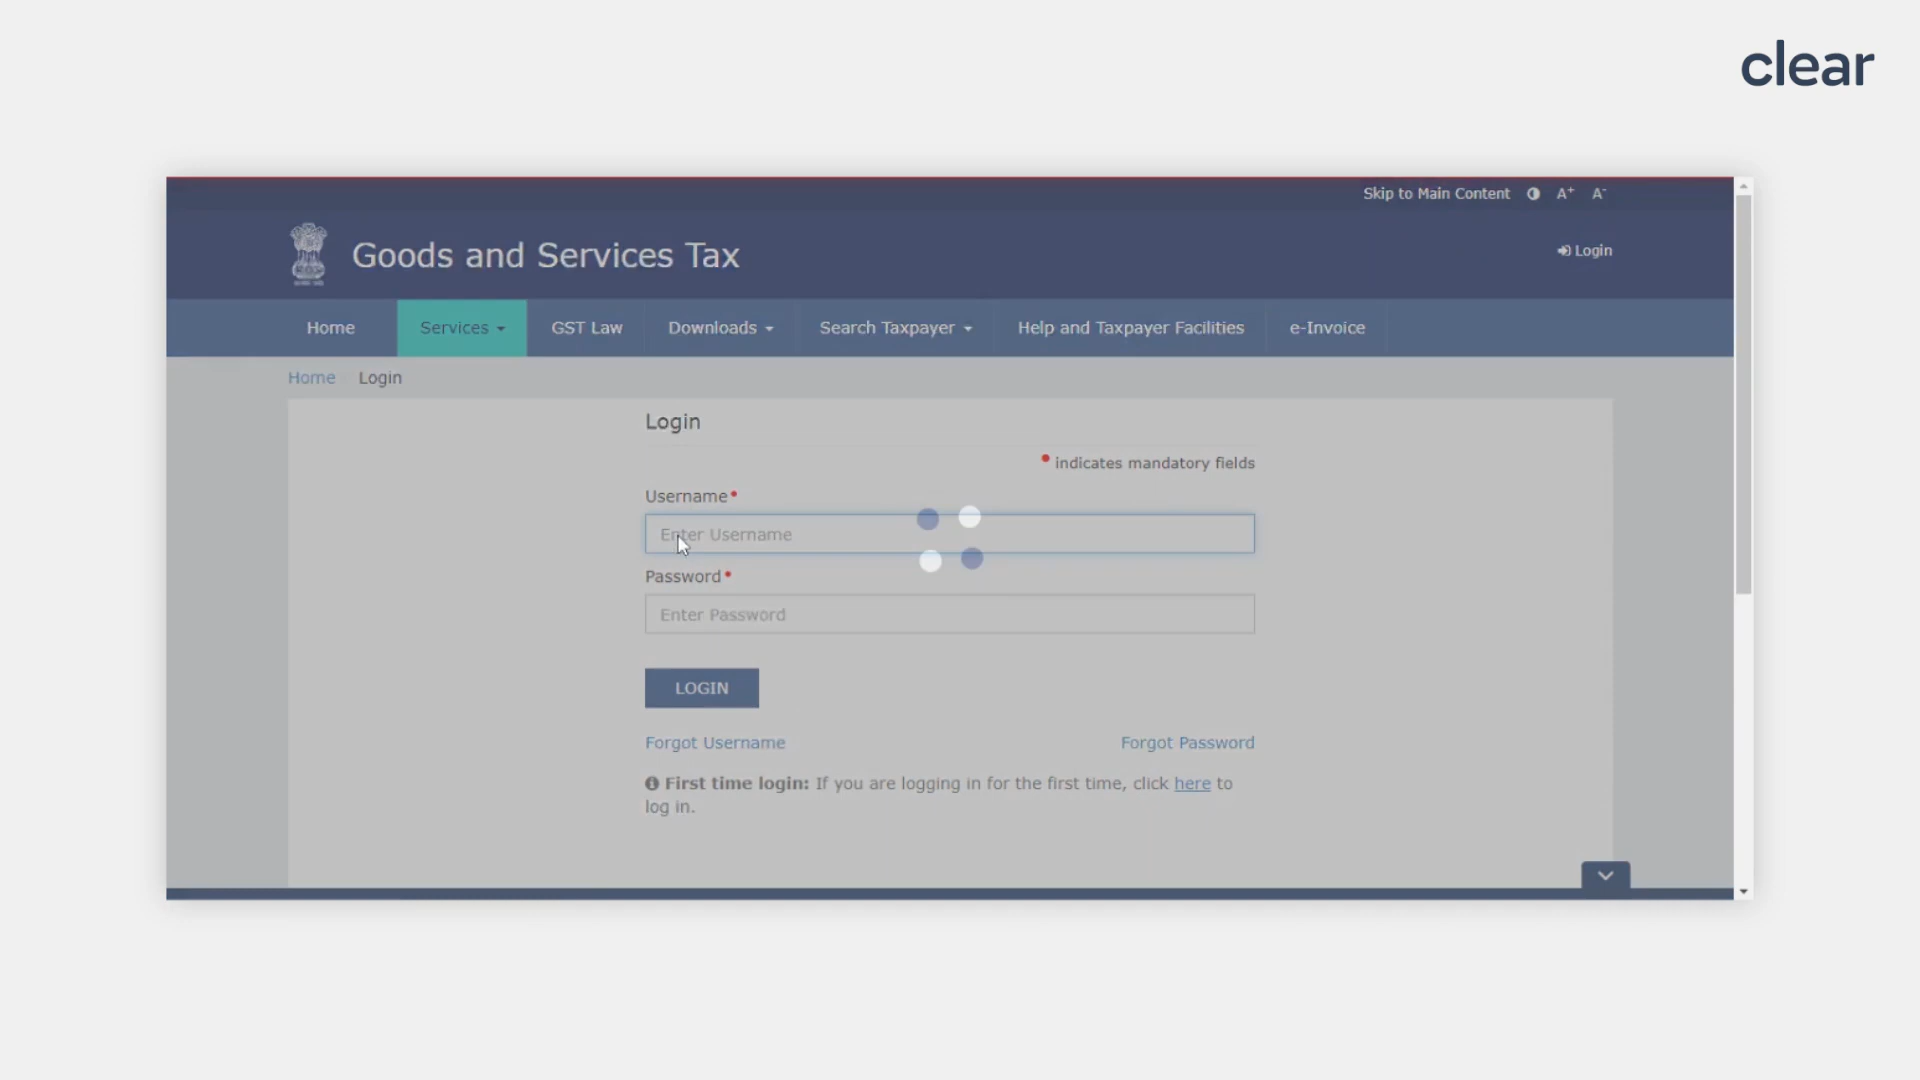 clear
Skip to Main Content A+ A-
Goods and Services Tax
Login
Home Services GST Law Downloads Search Taxpayer Help and Taxpayer Facilities e-Invoice
Home Login
Login
• indicates mandatory fields
Username•
Enter Username
Password•
Enter Password
LOGIN
Forgot Username Forgot Password
First time login: If you are logging in for the first time, click here to
log in.